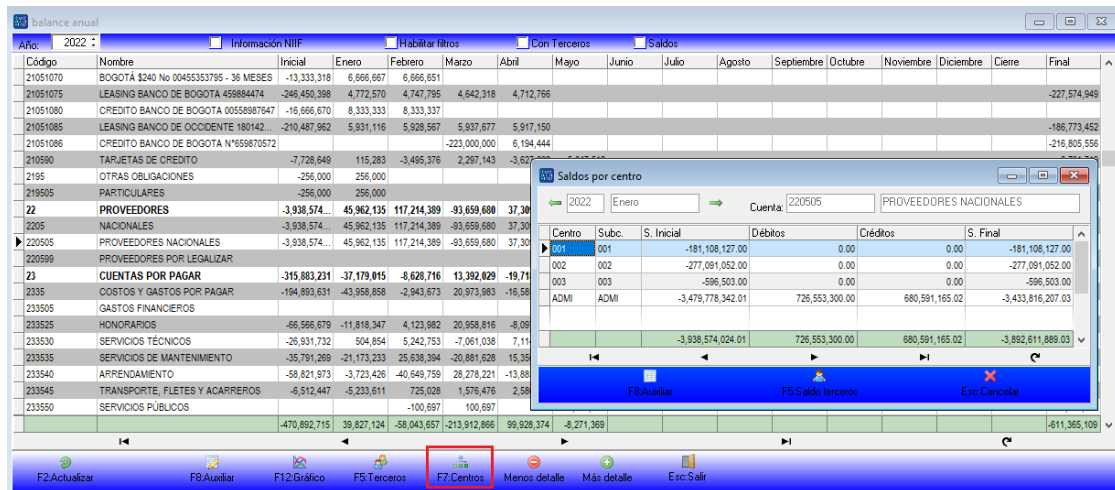 balance anual
Año: 2022 Información NIIF Habilitar filtros Con Terceros Saldos
Código Nombre Inicial Enero Febrero Marzo Abril Mayo Junio Julio Agosto Septiembre Octubre Noviembre Diciembre Cierre Final
21051070 BOGOTÁ $240 No 00455353795 - 36 MESES -13,333,318 6,666,667 6,666,651
21051075 LEASING BANCO DE BOGOTA 459884474 -246,450,398 4,772,570 4,747,795 4,642,318 4,712,766 -227,574,949
21051080 CREDITO BANCO DE BOGOTA 00558987647 -16,666,670 8,333,333 8,333,337
21051085 LEASING BANCO DE OCCIDENTE 180142... -210,487,962 5,931,116 5,928,567 5,937,677 5,917,150 -186,773,452
21051086 CREDITO BANCO DE BOGOTA N°659870572 -223,000,000 6,194,444 -216,805,556
210590 TARJETAS DE CREDITO -7,728,649 115,283 -3,495,376 2,297,143
2195 OTRAS OBLIGACIONES -256,000 256,000
219505 PARTICULARES -256,000 256,000
22 PROVEEDORES -3,938,574... 45,962,135 117,214,389 -93,659,680 37,30
2205 NACIONALES -3,938,574... 45,962,135 117,214,389 -93,659,680 37,30
220505 PROVEEDORES NACIONALES -3,938,574... 45,962,135 117,214,389 -93,659,680 37,30
220599 PROVEEDORES POR LEGALIZAR
23 CUENTAS POR PAGAR -315,883,231 -37,179,015 -8,628,716 13,392,029 -19,71
2335 COSTOS Y GASTOS POR PAGAR -194,893,631 -43,958,858 -2,943,673 20,973,983 -16,58
233505 GASTOS FINANCIEROS
233525 HONORARIOS -66,566,679 -11,818,347 4,123,982 20,958,816 -8,09
233530 SERVICIOS TÉCNICOS -26,931,732 504,854 5,242,753 -7,061,038 7,11
233535 SERVICIOS DE MANTENIMIENTO -35,791,269 -21,173,233 25,638,394 -20,881,628 15,35
233540 ARRENDAMIENTO -58,821,973 -3,723,426 -40,649,759 28,278,221 -13,88
233545 TRANSPORTE, FLETES Y ACARREROS -6,512,447 -5,233,611 725,028 1,576,476 2,58
233550 SERVICIOS PÚBLICOS -100,697 100,697
-470,892,715 39,827,124 -58,043,657 -213,912,866 99,928,374 -8,271,369 -611,365,109
F2:Actualizar F8:Auxiliar F12:Gráfico F5:Terceros F7:Centros Menos detalle Más detalle Esc:Salir
Saldos por centro
2022 Enero Cuenta: 220505 PROVEEDORES NACIONALES
Centro Subc. S. Inicial Débitos Créditos S. Final
001 001 -181,108,127.00 0.00 0.00 -181,108,127.00
002 002 -277,091,052.00 0.00 0.00 -277,091,052.00
003 003 -596,503.00 0.00 0.00 -596,503.00
ADMI ADMI -3,479,778,342.01 726,553,300.00 680,591,165.02 -3,433,816,207.03
-3,938,574,024.01 726,553,300.00 680,591,165.02 -3,892,611,889.03
F8:Auxiliar F5:Saldo terceros Esc:Cancelar